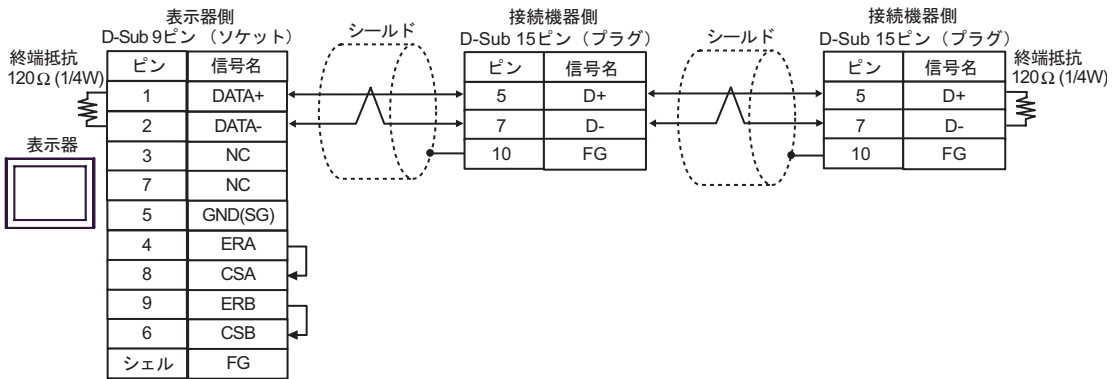 表示器側
D-Sub 9ピン (ソケット)
終端抵抗
120Ω (1/4W)
ピン 信号名
1 DATA+
2 DATA-
3 NC
7 NC
5 GND(SG)
4 ERA
8 CSA
9 ERB
6 CSB
シェル FG
表示器
シールド
接続機器側
D-Sub 15ピン (プラグ)
ピン 信号名
5 D+
7 D-
10 FG
シールド
接続機器側
D-Sub 15ピン (プラグ)
ピン 信号名
5 D+
7 D-
10 FG
終端抵抗
120Ω (1/4W)